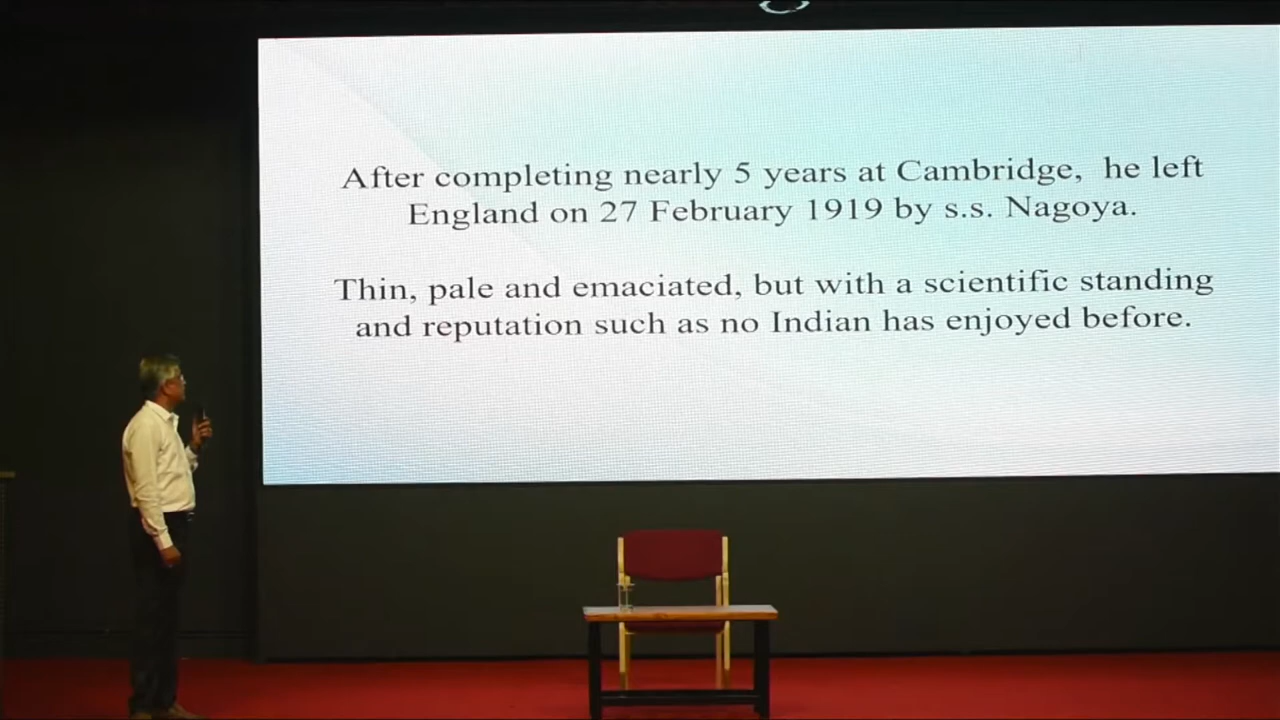 After completing nearly 5 years at Cambridge, he left
England on 27 February 1919 by s.s. Nagoya.
Thin, pale and emaciated, but with a scientific standing
and reputation such as no Indian has enjoyed before.